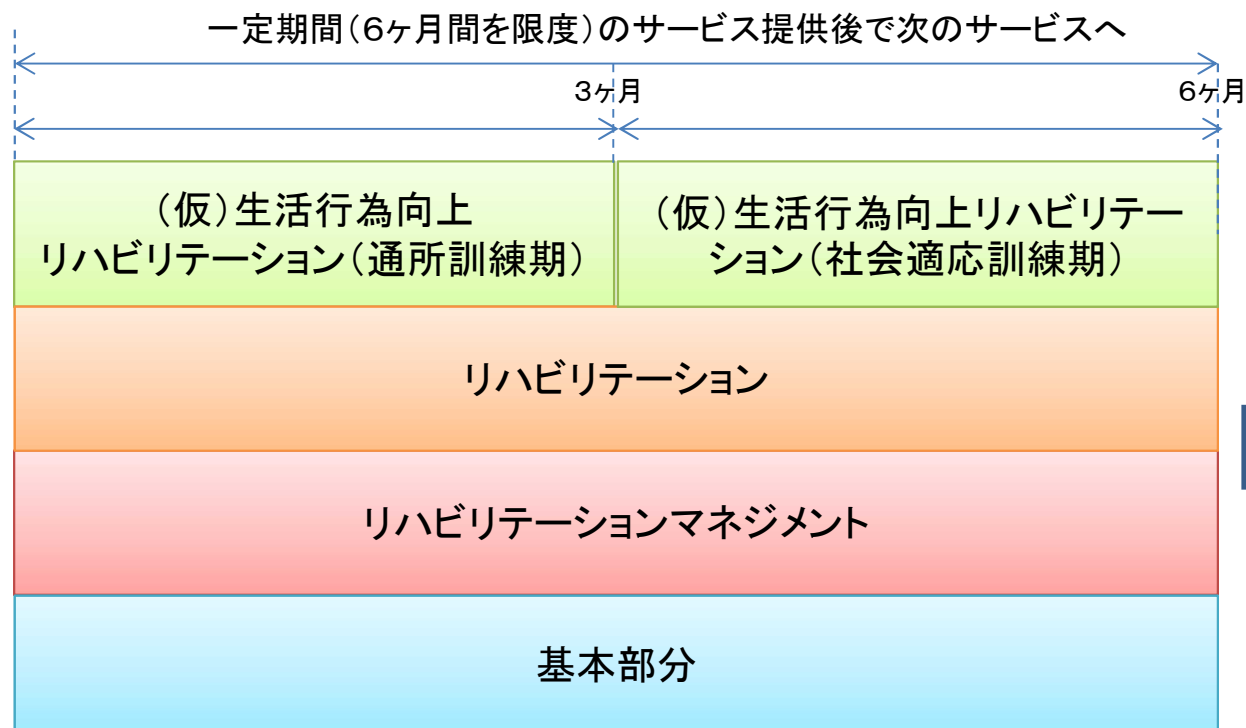 一定期間(6ヶ月間を限度)のサービス提供後で次のサービスへ
3ヶ月
6ヶ月
(仮)生活行為向上
リハビリテーション(通所訓練期)
(仮)生活行為向上リハビリテー
ション(社会適応訓練期)
リハビリテーション
リハビリテーションマネジメント
基本部分